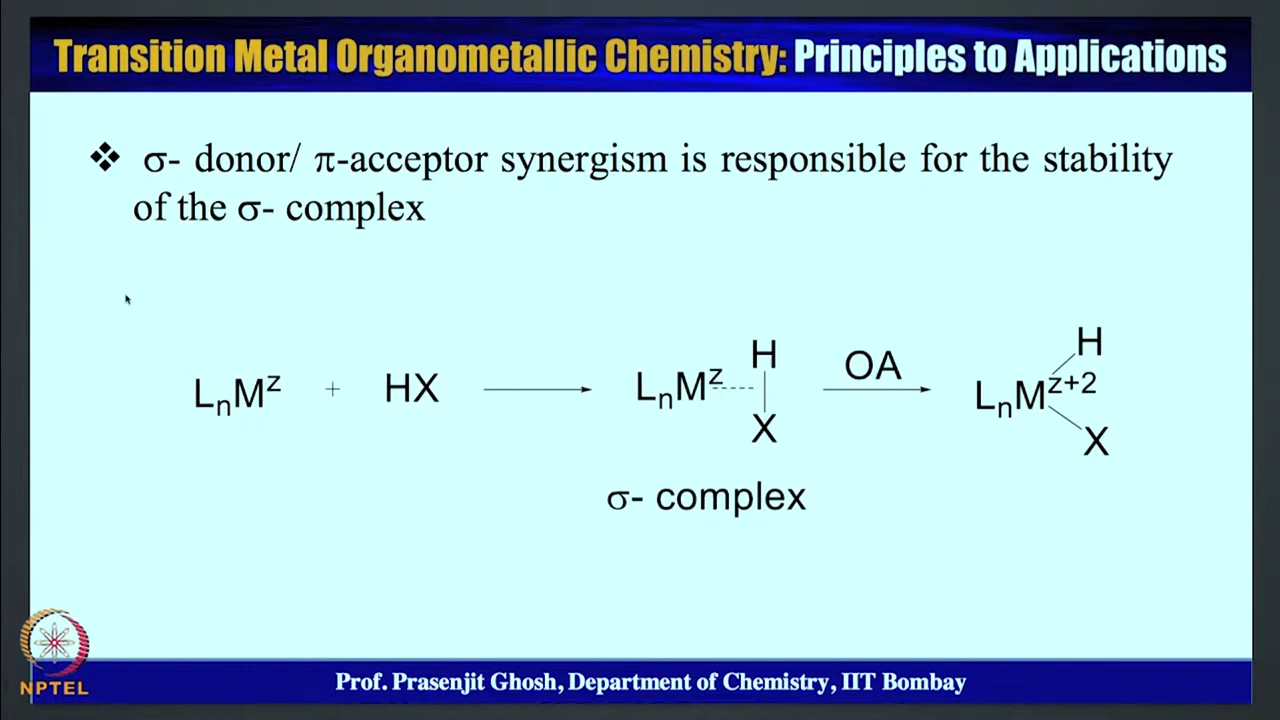 Transition Metal Organometallic Chemistry: Principles to Applications
❖ σ- donor/ π-acceptor synergism is responsible for the stability
of the σ- complex
LₙMᶻ + HX ⟶ LₙMᶻ----H–X OA ⟶ LₙMᶻ⁺² H X
σ- complex
NPTEL
Prof. Prasenjit Ghosh, Department of Chemistry, IIT Bombay